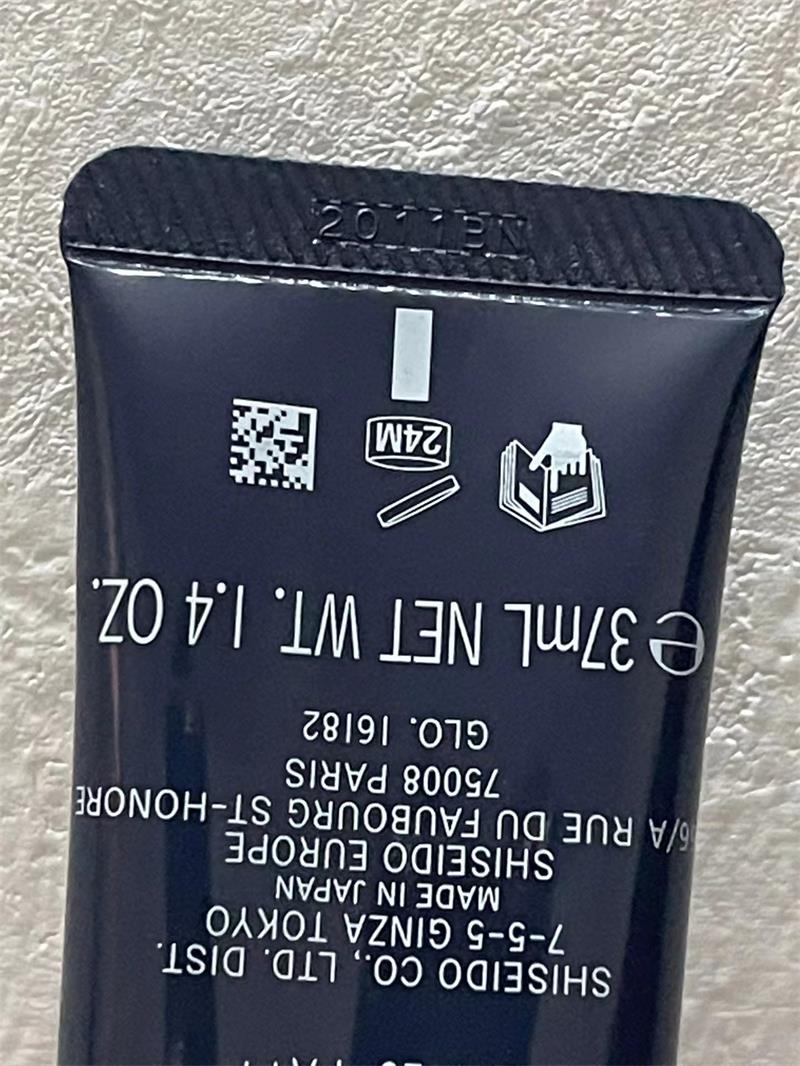 2011BN
SHISEIDO CO., LTD. DIST.
7-5-5 GINZA TOKYO
MADE IN JAPAN
SHISEIDO EUROPE
6/A RUE DU FAUBOURG ST-HONORE
75008 PARIS
GLO. 16182
℮37mL NET WT. 1.4 OZ.
24M